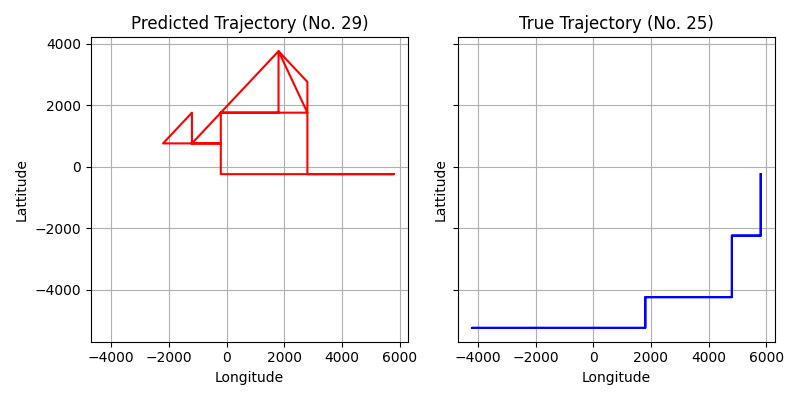 Predicted Trajectory (No. 29)
4000
2000
0
−2000
−4000
Lattitude
−4000 −2000 0 2000 4000 6000
Longitude
True Trajectory (No. 25)
Lattitude
−4000 −2000 0 2000 4000 6000
Longitude